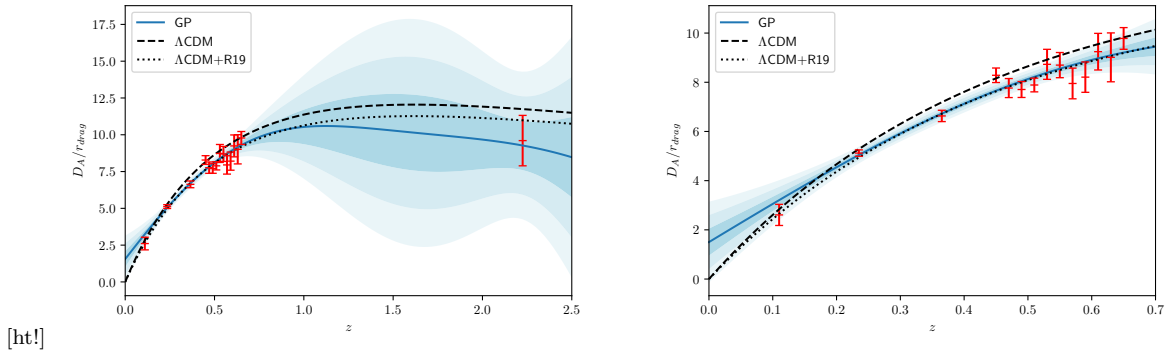 GP
ΛCDM
ΛCDM+R19
17.5
15.0
12.5
10.0
7.5
5.0
2.5
0.0
D_A/r_drag
0.0 0.5 1.0 1.5 2.0 2.5
z
GP
ΛCDM
ΛCDM+R19
10
8
6
4
2
0
D_A/r_drag
0.0 0.1 0.2 0.3 0.4 0.5 0.6 0.7
z
[ht!]